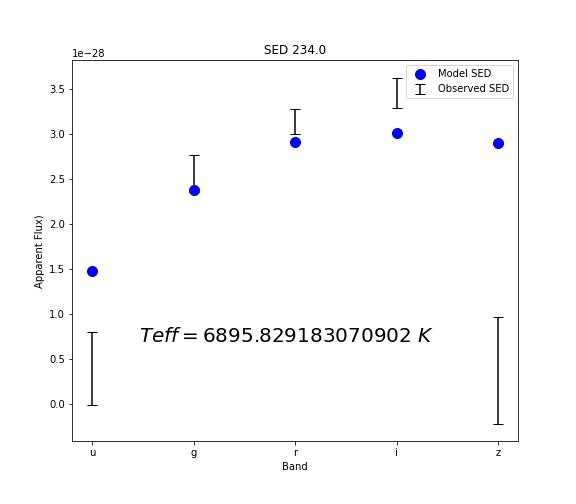 SED 234.0
1e−28
Model SED
Observed SED
3.5
3.0
2.5
2.0
1.5
1.0
0.5
0.0
Apparent Flux)
Teff = 6895.829183070902 K
u g r i z
Band